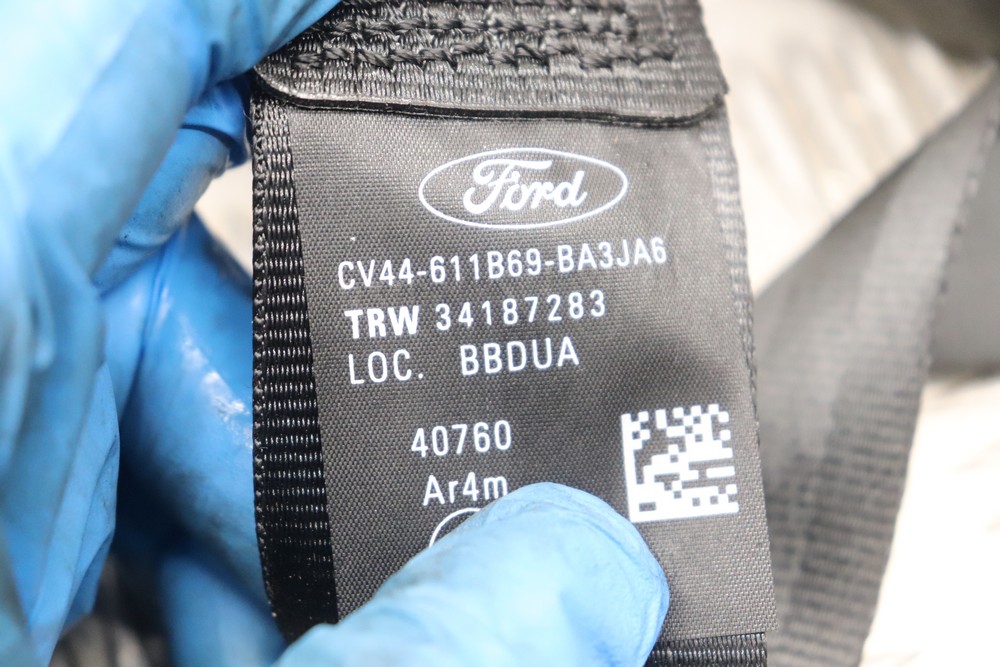 Ford
CV44-611B69-BA3JA6
TRW 34187283
LOC. BBDUA
40760
Ar4m